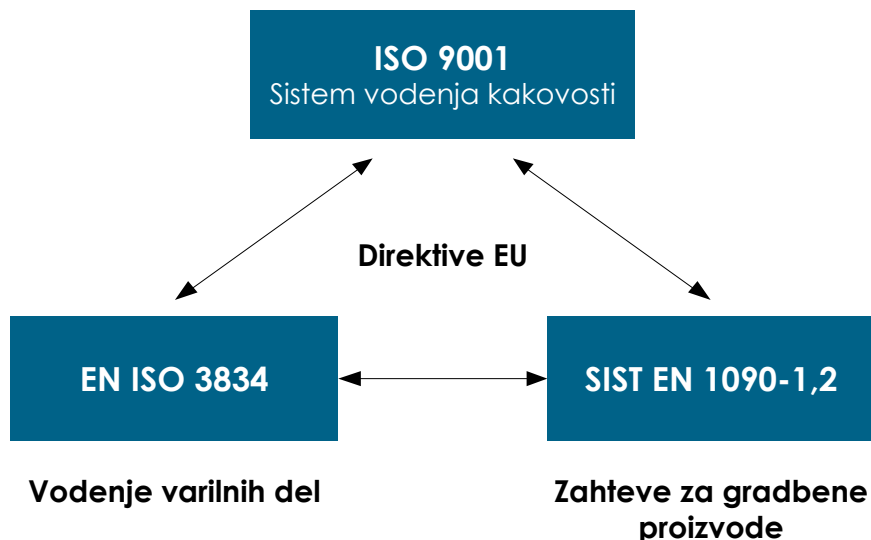 ISO 9001
Sistem vodenja kakovosti
Direktive EU
EN ISO 3834
SIST EN 1090-1,2
Vodenje varilnih del
Zahteve za gradbene
proizvode